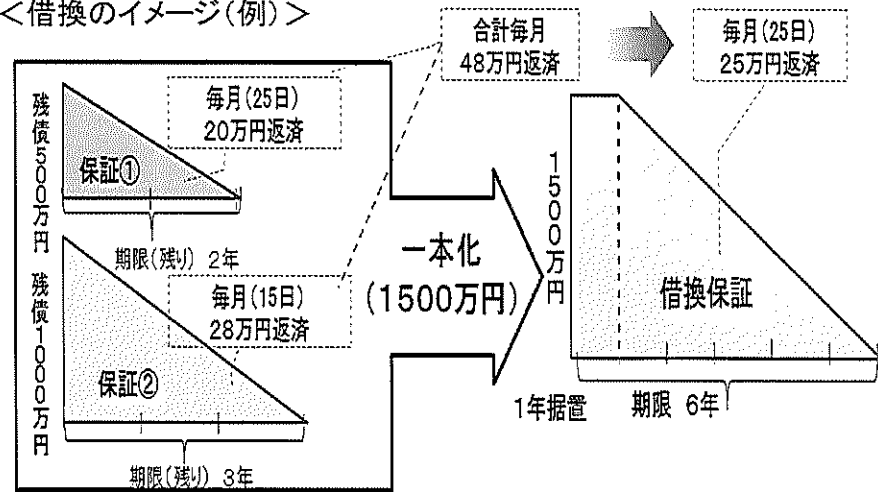 ＜借換のイメージ（例）＞
合計毎月
48万円返済
毎月（25日）
25万円返済
残債500万円
毎月（25日）
20万円返済
保証①
期限（残り） 2年
残債1000万円
毎月（15日）
28万円返済
保証②
期限（残り） 3年
一本化
（1500万円）
1500万円
借換保証
1年据置
期限 6年